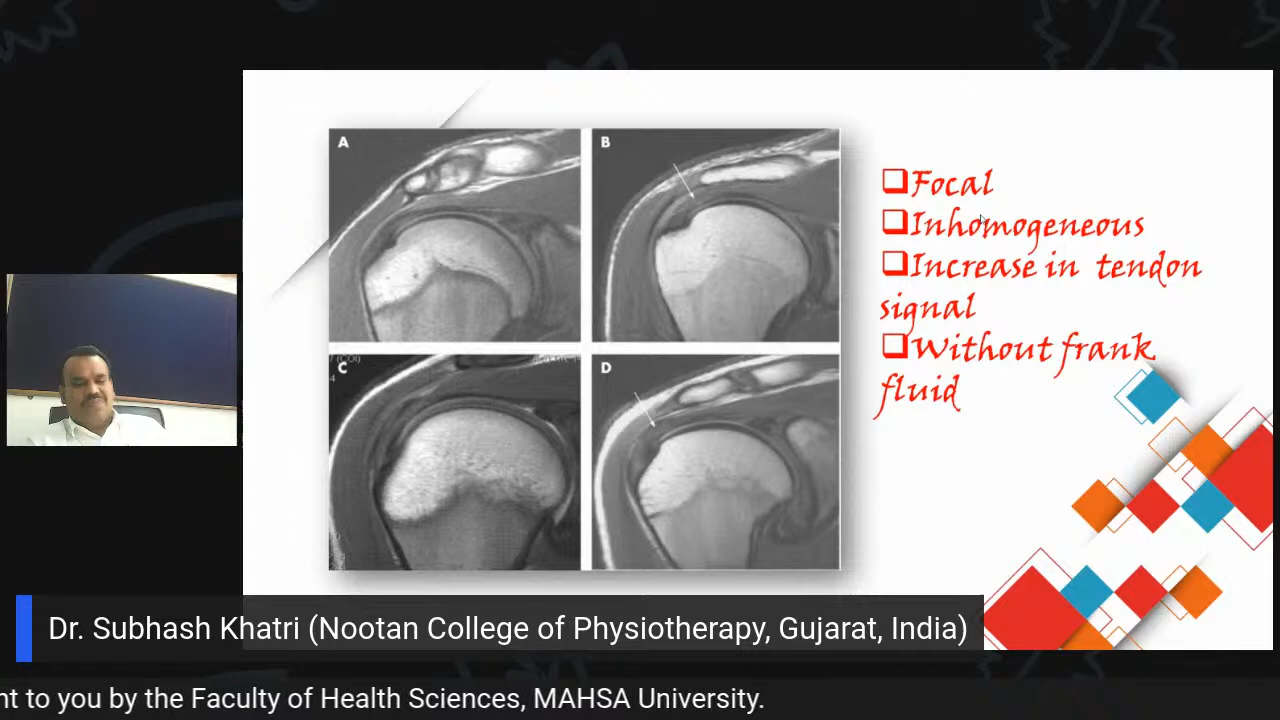 A
B
❑Focal
❑Inhomogeneous
❑Increase in tendon
signal
❑Without frank
fluid
C
D
Dr. Subhash Khatri (Nootan College of Physiotherapy, Gujarat, India)
nt to you by the Faculty of Health Sciences, MAHSA University.